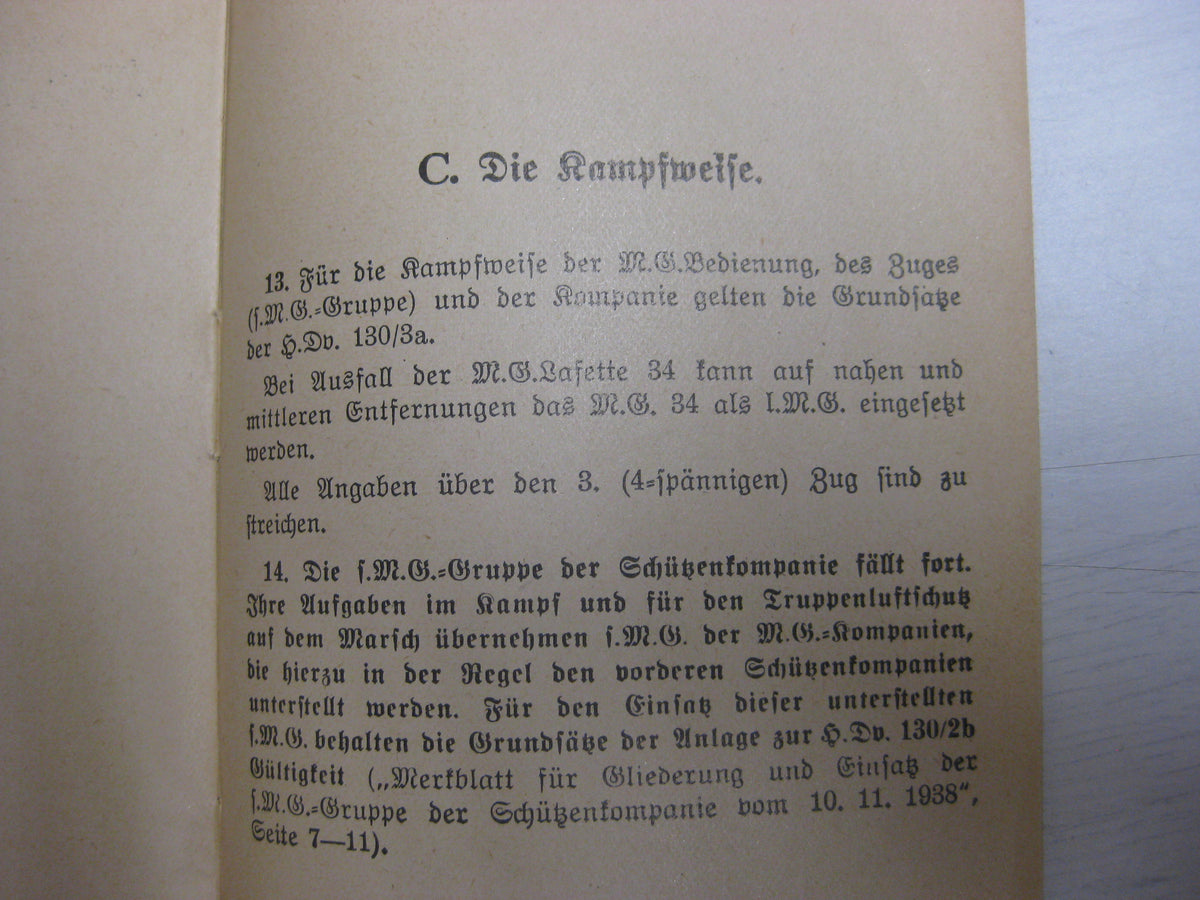 C. Die Kampfweise.
13. Für die Kampfweise der M.G.Bedienung, des Zuges
(s.M.G.=Gruppe) und der Kompanie gelten die Grundsätze
der H.Dv. 130/3a.
Bei Ausfall der M.G.Lafette 34 kann auf nahen und
mittleren Entfernungen das M.G. 34 als l.M.G. eingesetzt
werden.
Alle Angaben über den 3. (4=spännigen) Zug sind zu
streichen.
14. Die s.M.G.=Gruppe der Schützenkompanie fällt fort.
Ihre Aufgaben im Kampf und für den Truppenluftschutz
auf dem Marsch übernehmen s.M.G. der M.G.=Kompanien,
die hierzu in der Regel den vorderen Schützenkompanien
unterstellt werden. Für den Einsatz dieser unterstellten
s.M.G. behalten die Grundsätze der Anlage zur H.Dv. 130/2b
Gültigkeit („Merkblatt für Gliederung und Einsatz der
s.M.G.=Gruppe der Schützenkompanie vom 10. 11. 1938",
Seite 7—11).